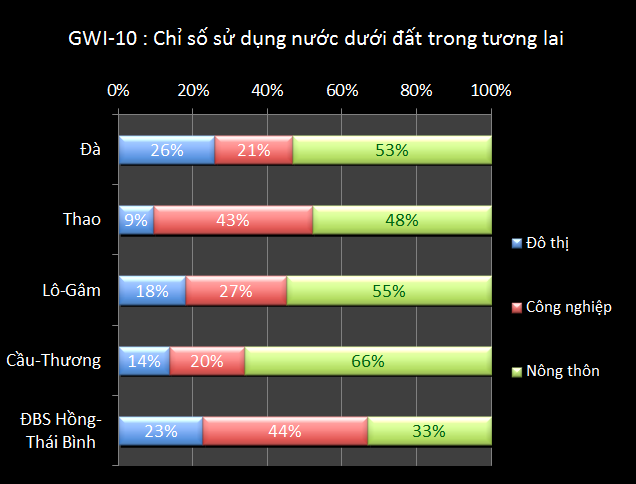 GWI-10 : Chỉ số sử dụng nước dưới đất trong tương lai
0% 20% 40% 60% 80% 100%
Đà 26% 21% 53%
Thao 9% 43% 48%
Lô-Gâm 18% 27% 55%
Cầu-Thương 14% 20% 66%
ĐBS Hồng-
Thái Bình 23% 44% 33%
Đô thị
Công nghiệp
Nông thôn